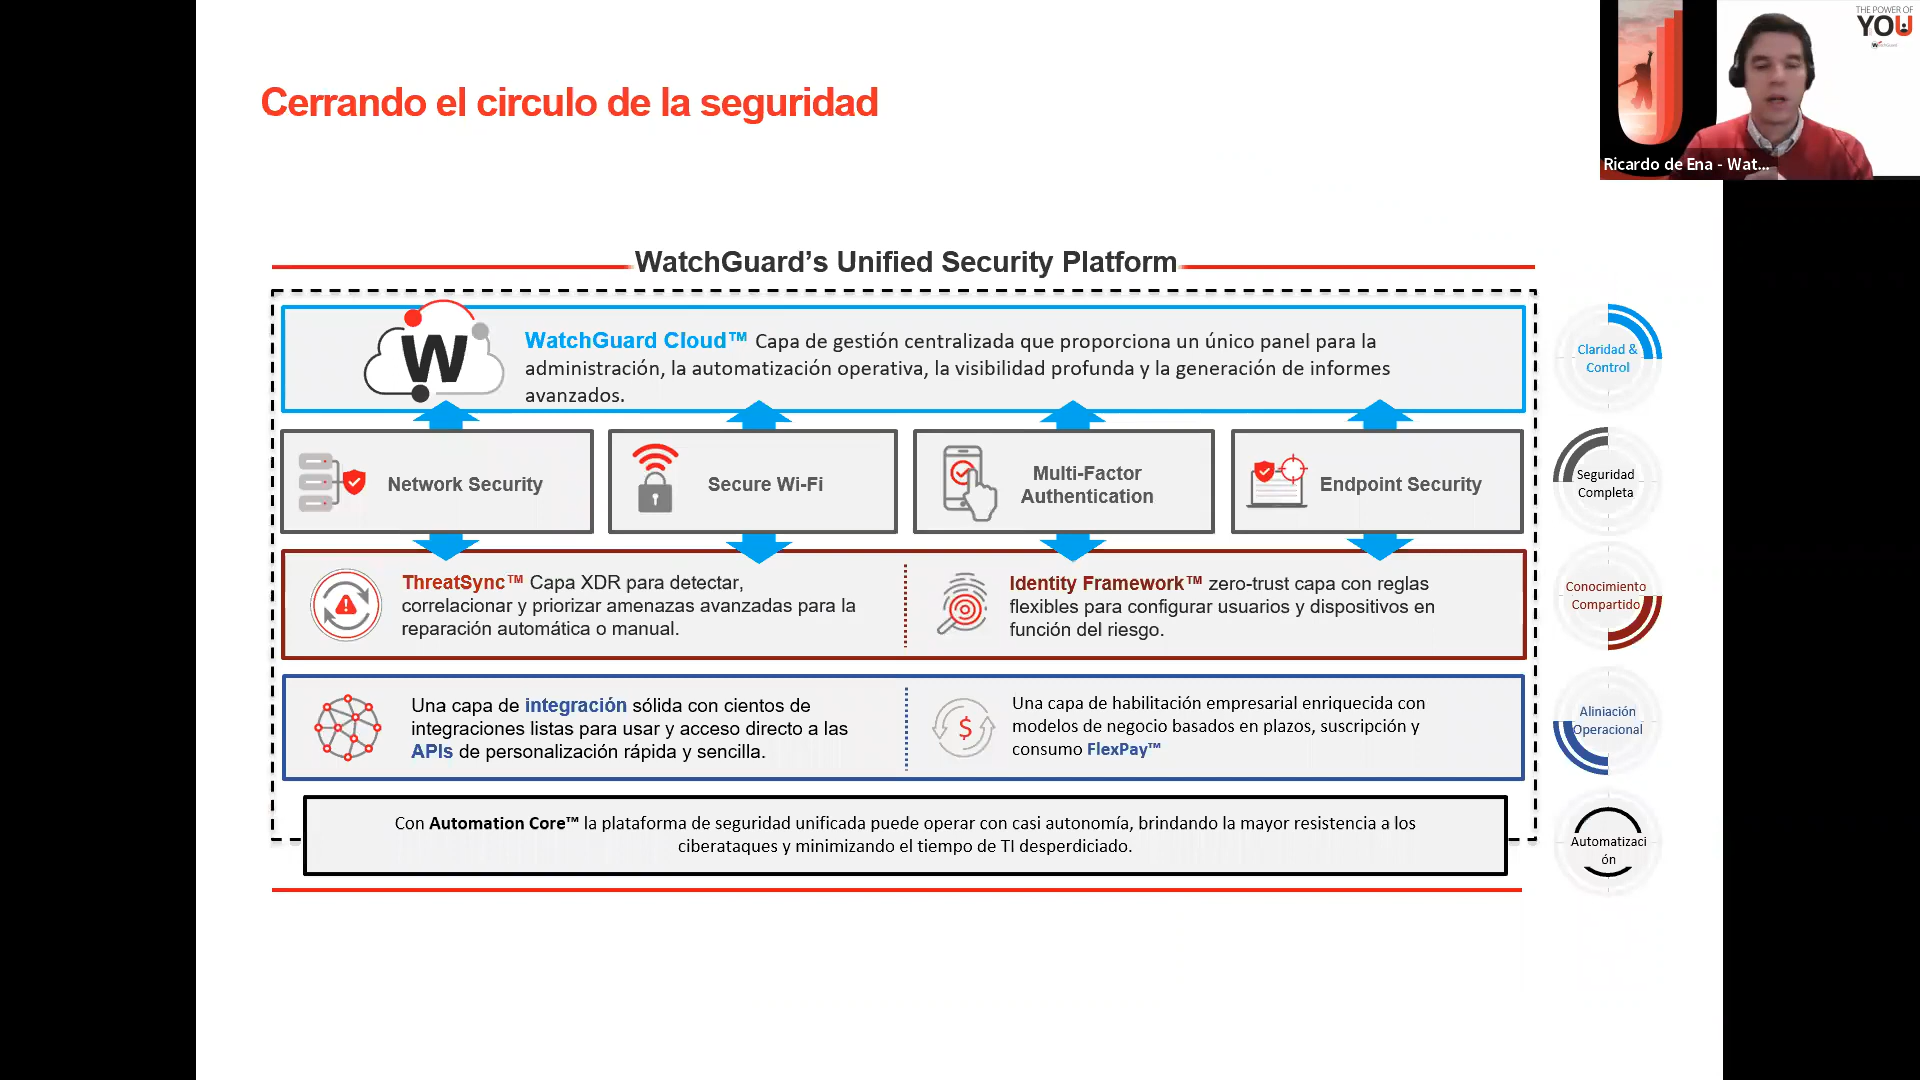 Cerrando el circulo de la seguridad
THE POWER OF
YOU
Ricardo de Ena - Wat...
WatchGuard's Unified Security Platform
W
WatchGuard Cloud™ Capa de gestión centralizada que proporciona un único panel para la
administración, la automatización operativa, la visibilidad profunda y la generación de informes
avanzados.
Claridad &
Control
Network Security
Secure Wi-Fi
Multi-Factor
Authentication
Endpoint Security
Seguridad
Completa
ThreatSync™ Capa XDR para detectar,
correlacionar y priorizar amenazas avanzadas para la
reparación automática o manual.
Identity Framework™ zero-trust capa con reglas
flexibles para configurar usuarios y dispositivos en
función del riesgo.
Conocimiento
Compartido
Una capa de integración sólida con cientos de
integraciones listas para usar y acceso directo a las
APIs de personalización rápida y sencilla.
$
Una capa de habilitación empresarial enriquecida con
modelos de negocio basados en plazos, suscripción y
consumo FlexPay™
Aliniación
Operacional
Con Automation Core™ la plataforma de seguridad unificada puede operar con casi autonomía, brindando la mayor resistencia a los
ciberataques y minimizando el tiempo de TI desperdiciado.
Automatizaci
ón